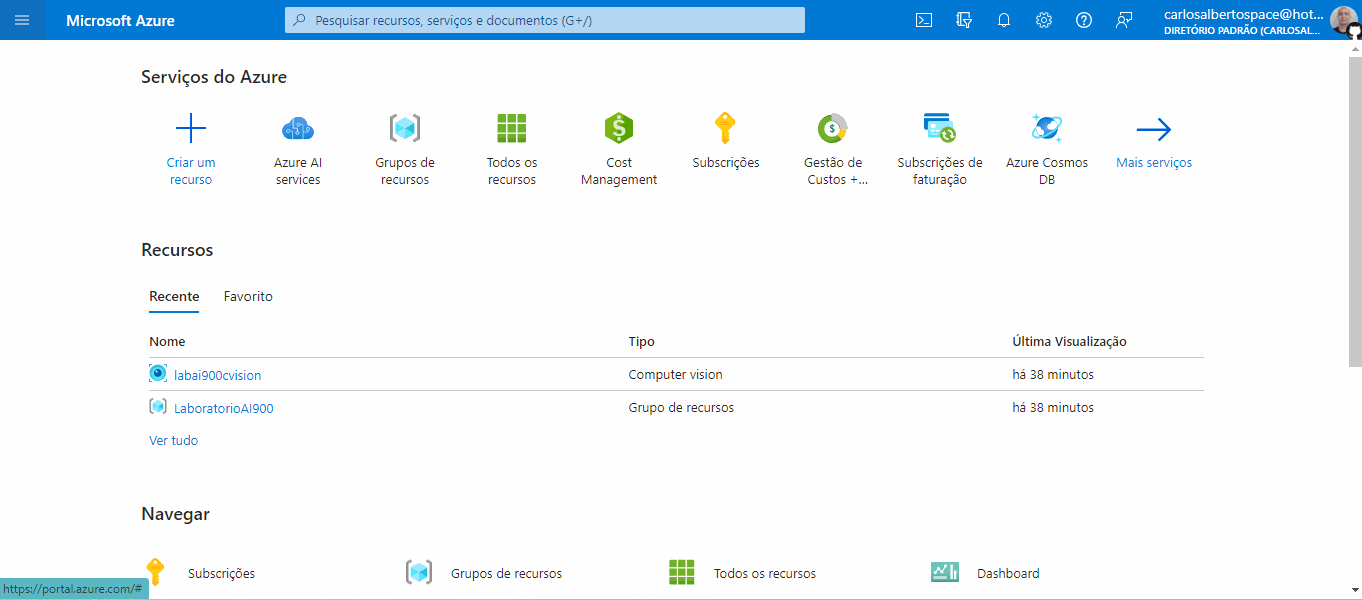 Microsoft Azure
Pesquisar recursos, serviços e documentos (G+/)
carlosalbertospace@hot...
DIRETÓRIO PADRÃO (CARLOSAL...
Serviços do Azure
Criar um
recurso
Azure AI
services
Grupos de
recursos
Todos os
recursos
Cost
Management
Subscrições
Gestão de
Custos +...
Subscrições de
faturação
Azure Cosmos
DB
Mais serviços
Recursos
Recente
Favorito
Nome
Tipo
Última Visualização
labai900cvision
Computer vision
há 38 minutos
LaboratorioAI900
Grupo de recursos
há 38 minutos
Ver tudo
Navegar
Subscrições
Grupos de recursos
Todos os recursos
Dashboard
https://portal.azure.com/#